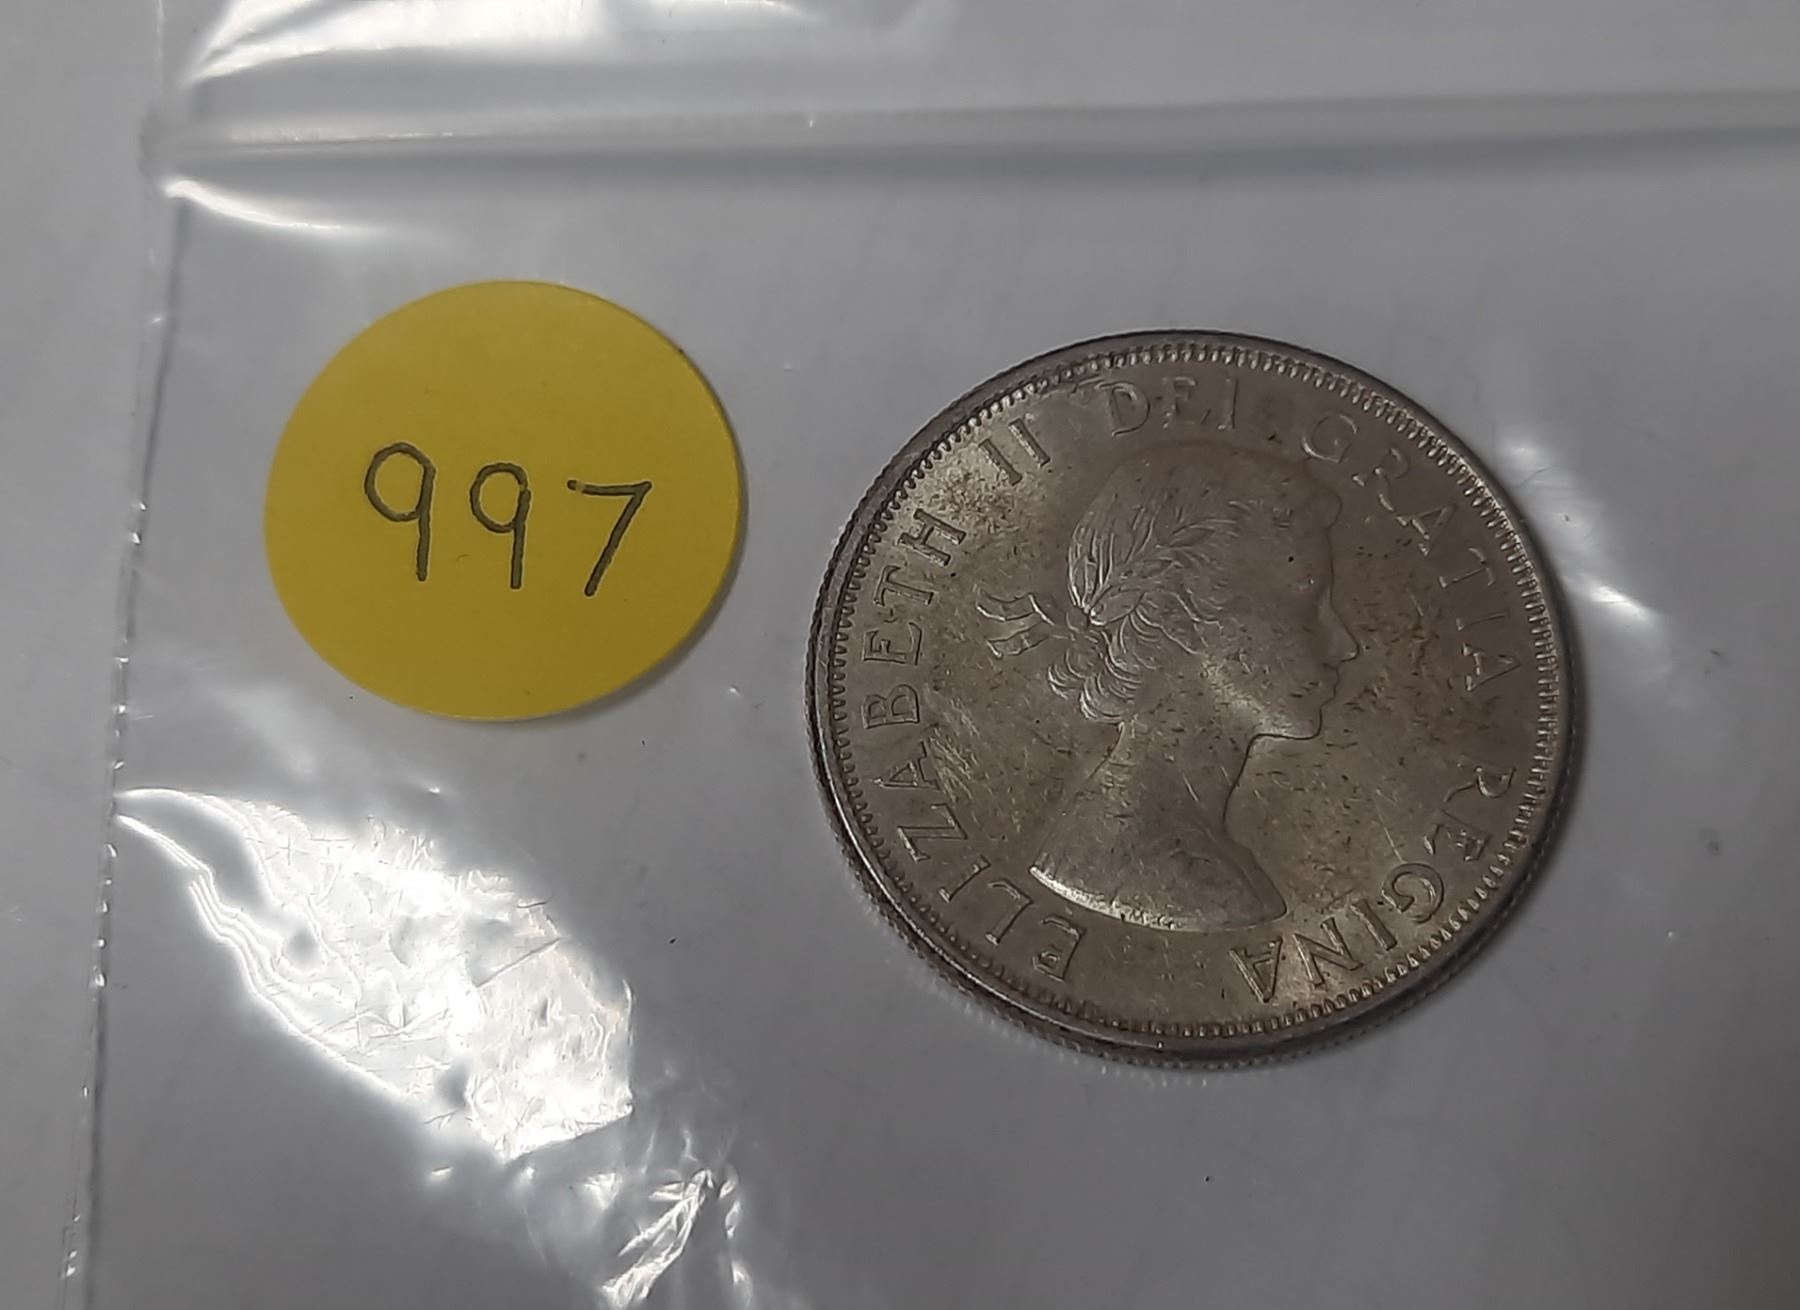 997
ELIZABETH II DEI · GRATIA REGINA